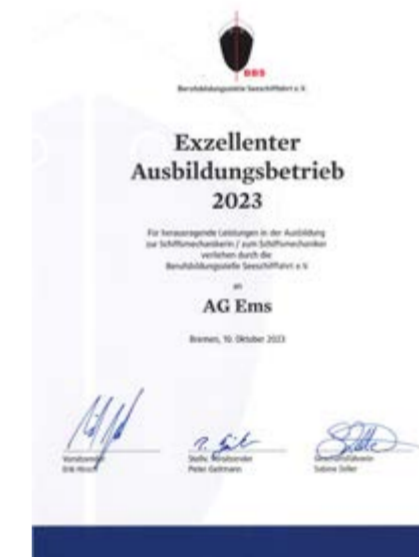 BBS
Berufsbildungsstelle Seeschifffahrt e.V.
Exzellenter
Ausbildungsbetrieb
2023
Für herausragende Leistungen in der Ausbildung
zur Schiffsmechanikerin / zum Schiffsmechaniker
verliehen durch die
Berufsbildungsstelle Seeschifffahrt e.V.
an
AG Ems
Bremen, 10. Oktober 2023
Vorsitzender
Erik Hirsch
Stellv. Vorsitzender
Peter Geitmann
Geschäftsführerin
Sabine Zeller